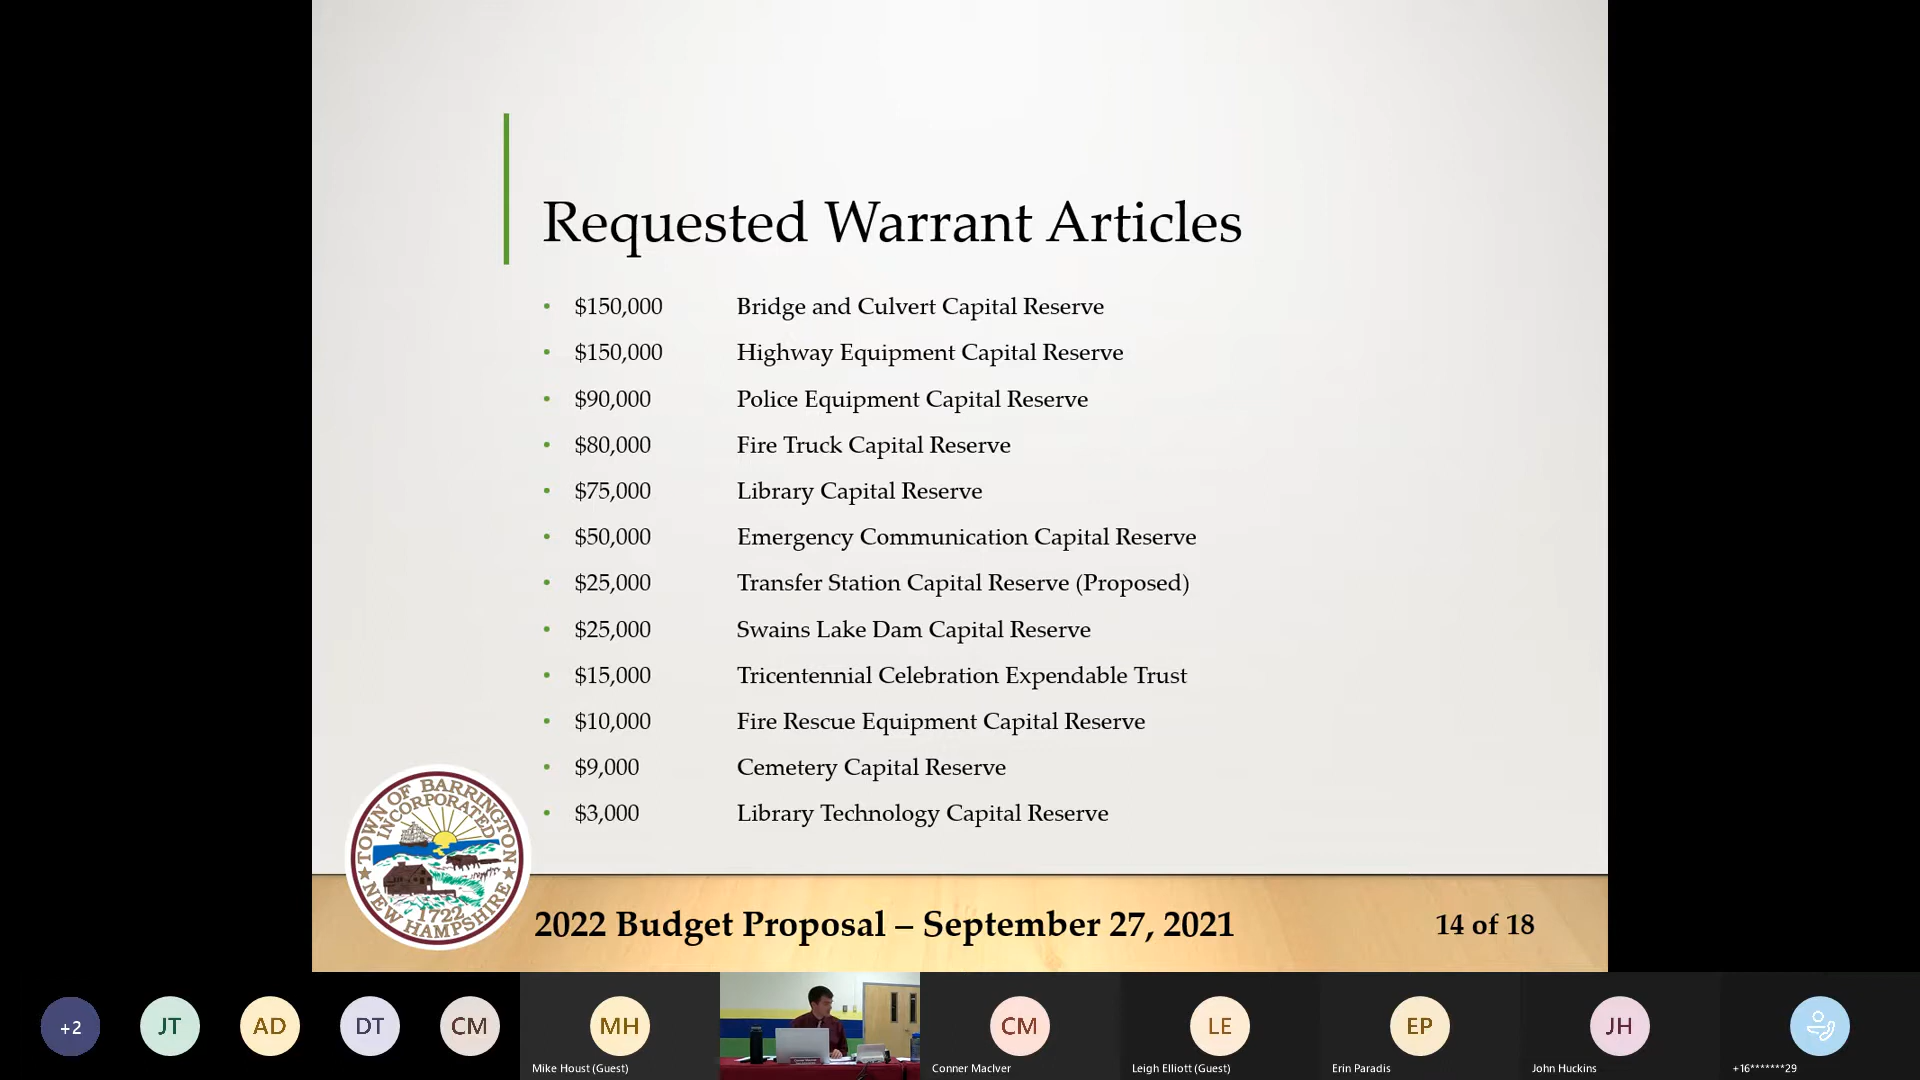 Requested Warrant Articles
• $150,000 Bridge and Culvert Capital Reserve
• $150,000 Highway Equipment Capital Reserve
• $90,000 Police Equipment Capital Reserve
• $80,000 Fire Truck Capital Reserve
• $75,000 Library Capital Reserve
• $50,000 Emergency Communication Capital Reserve
• $25,000 Transfer Station Capital Reserve (Proposed)
• $25,000 Swains Lake Dam Capital Reserve
• $15,000 Tricentennial Celebration Expendable Trust
• $10,000 Fire Rescue Equipment Capital Reserve
• $9,000 Cemetery Capital Reserve
• $3,000 Library Technology Capital Reserve
TOWN OF BARRINGTON
INCORPORATED
1722
NEW HAMPSHIRE
2022 Budget Proposal – September 27, 2021
14 of 18
+2
JT
AD
DT
CM
MH
CM
LE
EP
JH
Mike Houst (Guest)
Conner MacIver
Leigh Elliott (Guest)
Erin Paradis
John Huckins
+16*******29